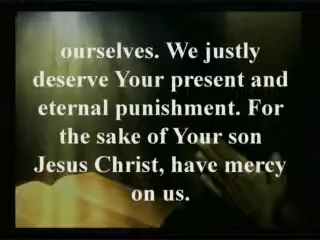 ourselves. We justly
deserve Your present and
eternal punishment. For
the sake of Your son
Jesus Christ, have mercy
on us.